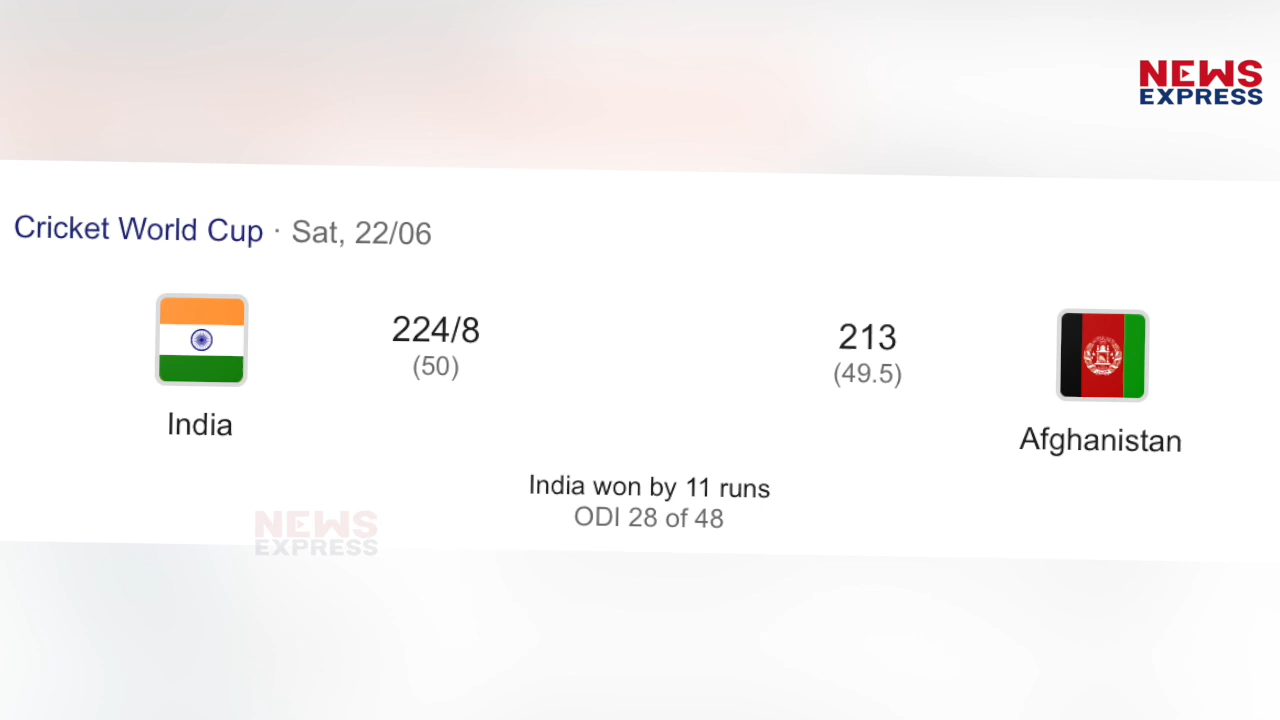 NEWS
EXPRESS
Cricket World Cup · Sat, 22/06
224/8
213
(50)
(49.5)
India
Afghanistan
India won by 11 runs
ODI 28 of 48
NEWS
EXPRESS